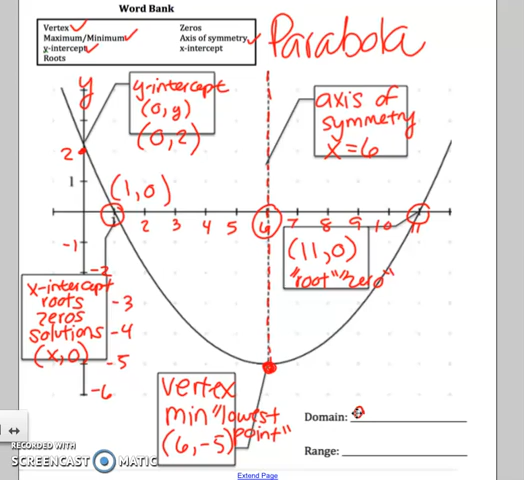 Word Bank
Vertex
Zeros
Maximum/Minimum
Axis of symmetry
y-intercept
x-intercept
Roots
Parabola
y
y-intercept
(0, y)
(0, 2)
axis of
symmetry
x = 6
2
1
(1, 0)
1 2 3 4 5 6 7 8 9 10 11
-1
(11, 0)
"root" "zero"
-2
x-intercept
roots
zeros
solutions
(x, 0)
-3
-4
-5
-6
vertex
min "lowest
point"
(6, -5)
Domain:
Range:
RECORDED WITH
SCREENCAST MATIC
Extend Page